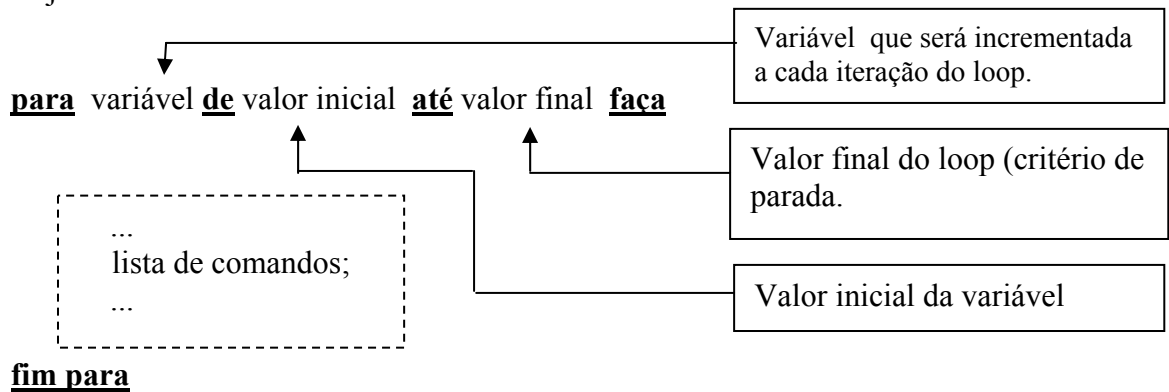 Variável que será incrementada
a cada iteração do loop.
para variável de valor inicial até valor final faça
Valor final do loop (critério de
parada.
...
lista de comandos;
...
Valor inicial da variável
fim para